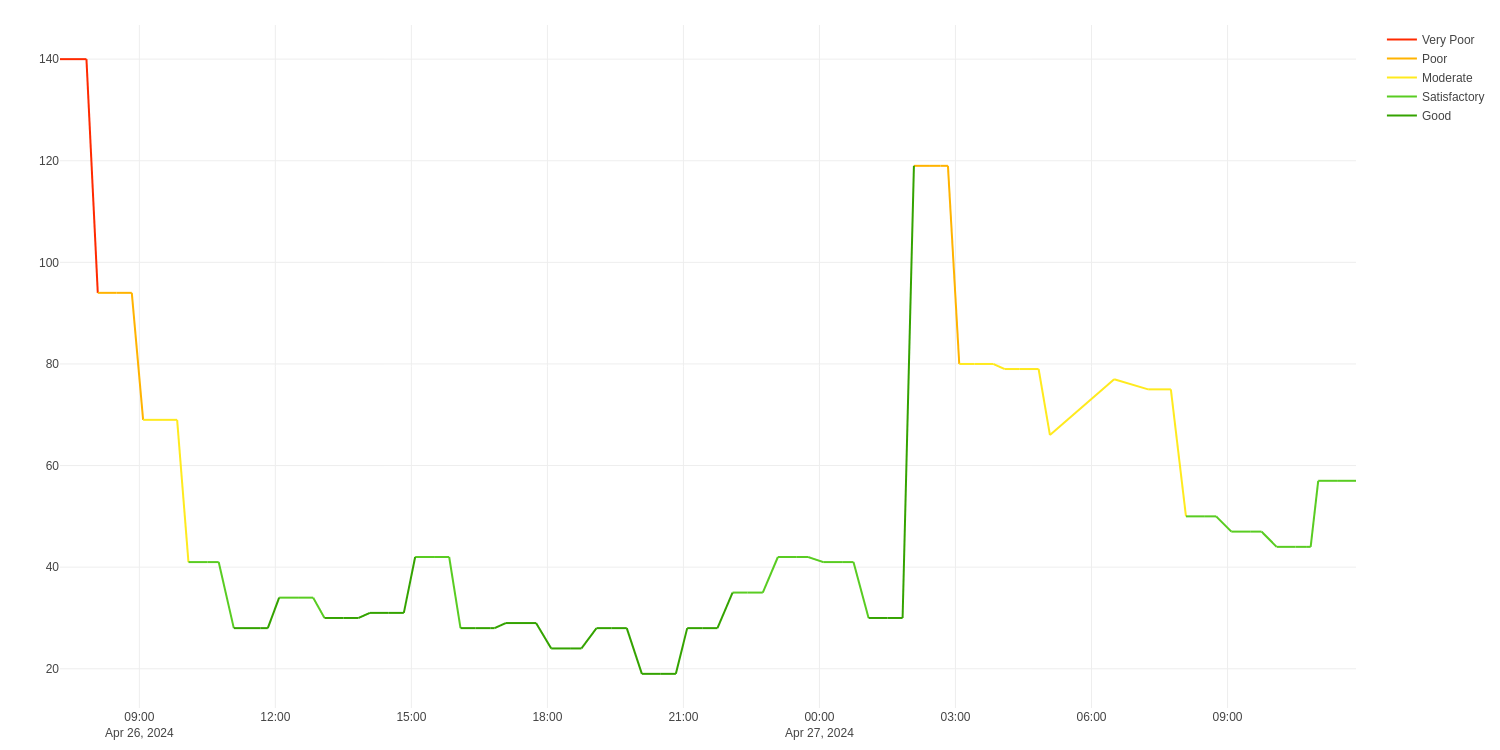 140
120
100
80
60
40
20
09:00
Apr 26, 2024
12:00
15:00
18:00
21:00
00:00
Apr 27, 2024
03:00
06:00
09:00
Very Poor
Poor
Moderate
Satisfactory
Good